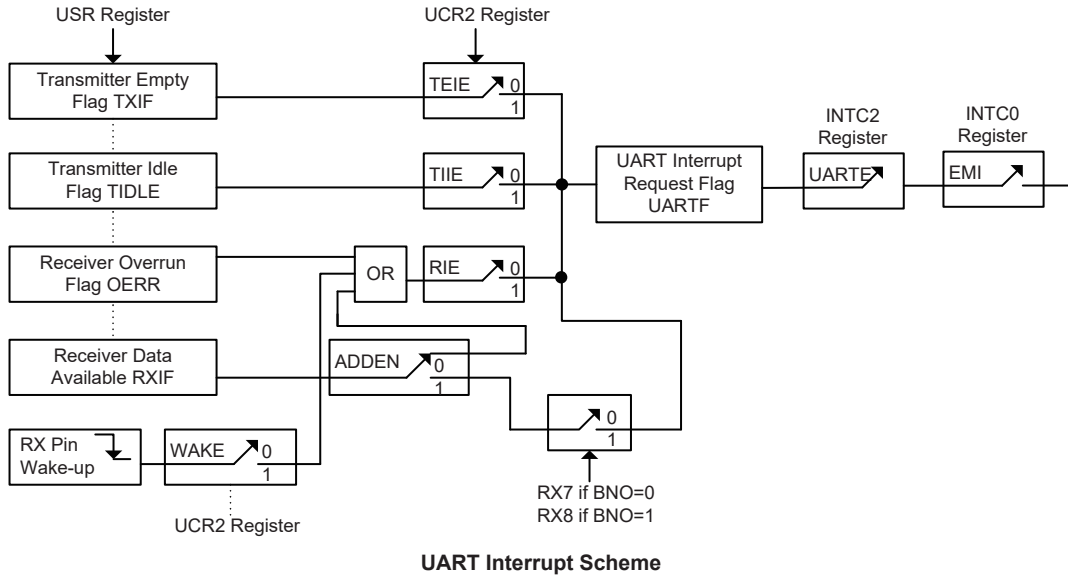 USR Register
UCR2 Register
Transmitter Empty
Flag TXIF
TEIE
0
1
INTC2
Register
INTC0
Register
Transmitter Idle
Flag TIDLE
TIIE
0
1
UART Interrupt
Request Flag
UARTF
UARTE
EMI
Receiver Overrun
Flag OERR
OR
RIE
0
1
Receiver Data
Available RXIF
ADDEN
0
1
0
1
RX Pin
Wake-up
WAKE
0
1
RX7 if BNO=0
RX8 if BNO=1
UCR2 Register
UART Interrupt Scheme